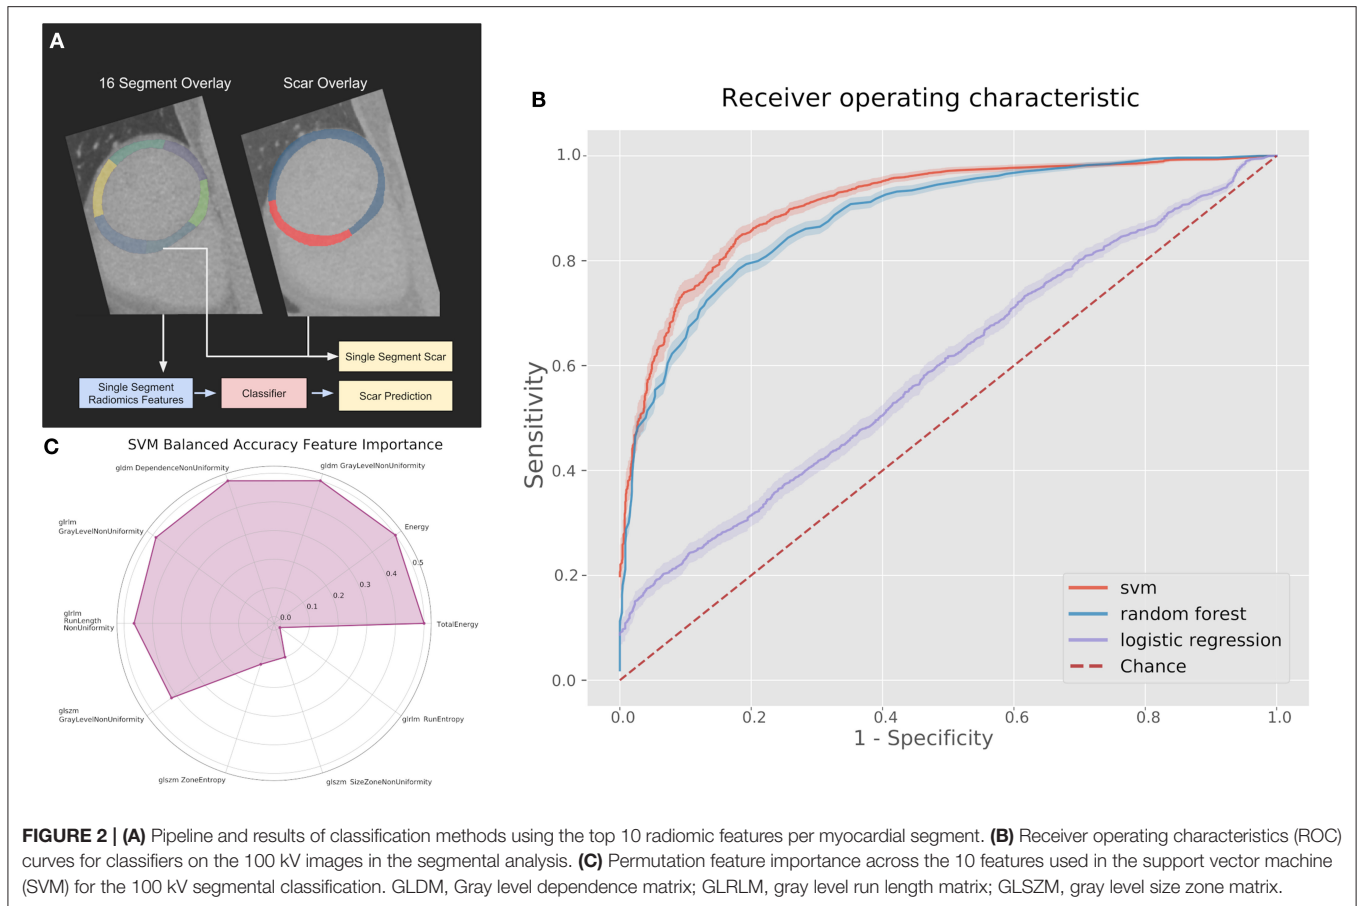 A
16 Segment Overlay
Scar Overlay
Single Segment Scar
Single Segment
Radiomics Features
Classifier
Scar Prediction
B
Receiver operating characteristic
1.0
0.8
0.6
0.4
0.2
0.0
Sensitivity
0.0
0.2
0.4
0.6
0.8
1.0
1 - Specificity
svm
random forest
logistic regression
Chance
C
SVM Balanced Accuracy Feature Importance
gldm DependenceNonUniformity
gldm GrayLevelNonUniformity
glrlm
GrayLevelNonUniformity
Energy
0.5
0.4
0.3
0.2
0.1
0.0
glrlm
RunLength
NonUniformity
TotalEnergy
glszm
GrayLevelNonUniformity
glrlm RunEntropy
glszm ZoneEntropy
glszm SizeZoneNonUniformity
FIGURE 2 | (A) Pipeline and results of classification methods using the top 10 radiomic features per myocardial segment. (B) Receiver operating characteristics (ROC)
curves for classifiers on the 100 kV images in the segmental analysis. (C) Permutation feature importance across the 10 features used in the support vector machine
(SVM) for the 100 kV segmental classification. GLDM, Gray level dependence matrix; GLRLM, gray level run length matrix; GLSZM, gray level size zone matrix.